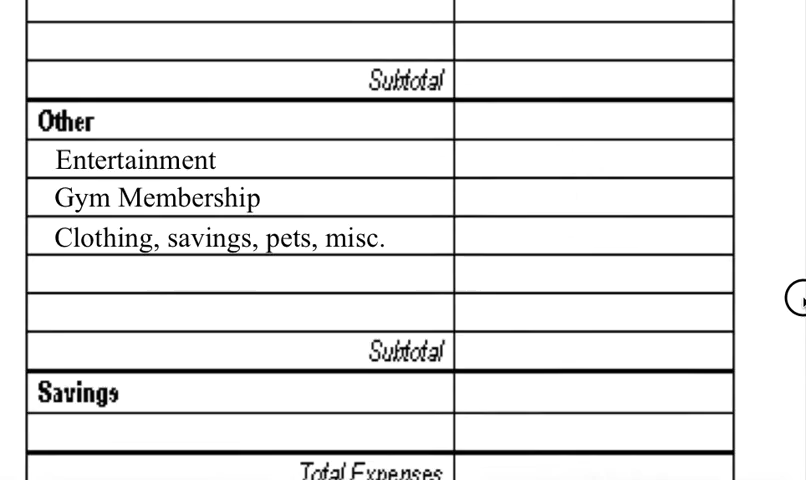 Subtotal
Other
Entertainment
Gym Membership
Clothing, savings, pets, misc.
Subtotal
Savings
Total Expenses